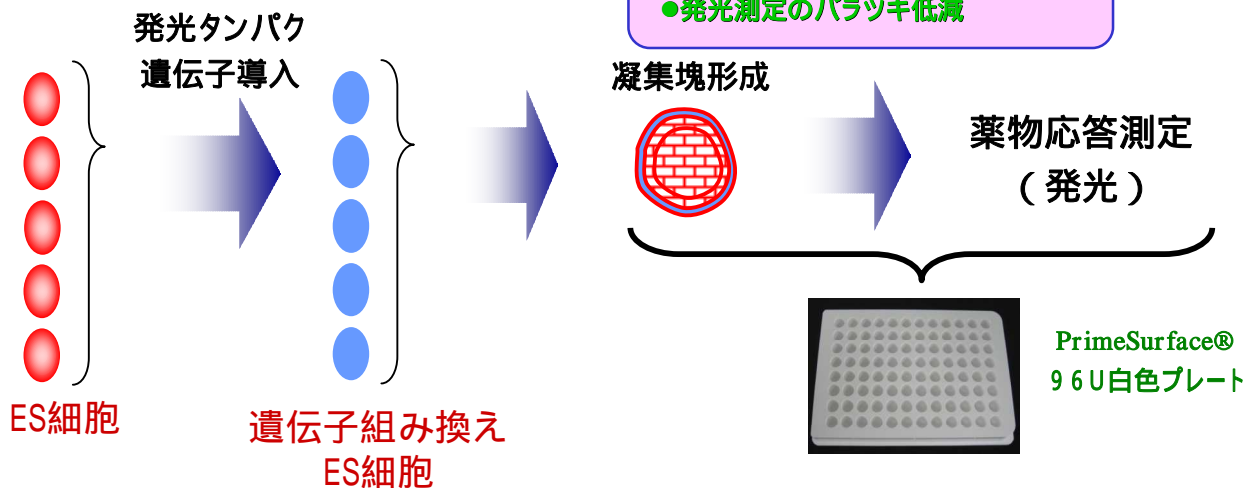 ●発光測定のバラツキ低減
発光タンパク
遺伝子導入
凝集塊形成
薬物応答測定
（発光）
PrimeSurface®
９６U白色プレート
ES細胞
遺伝子組み換え
ES細胞